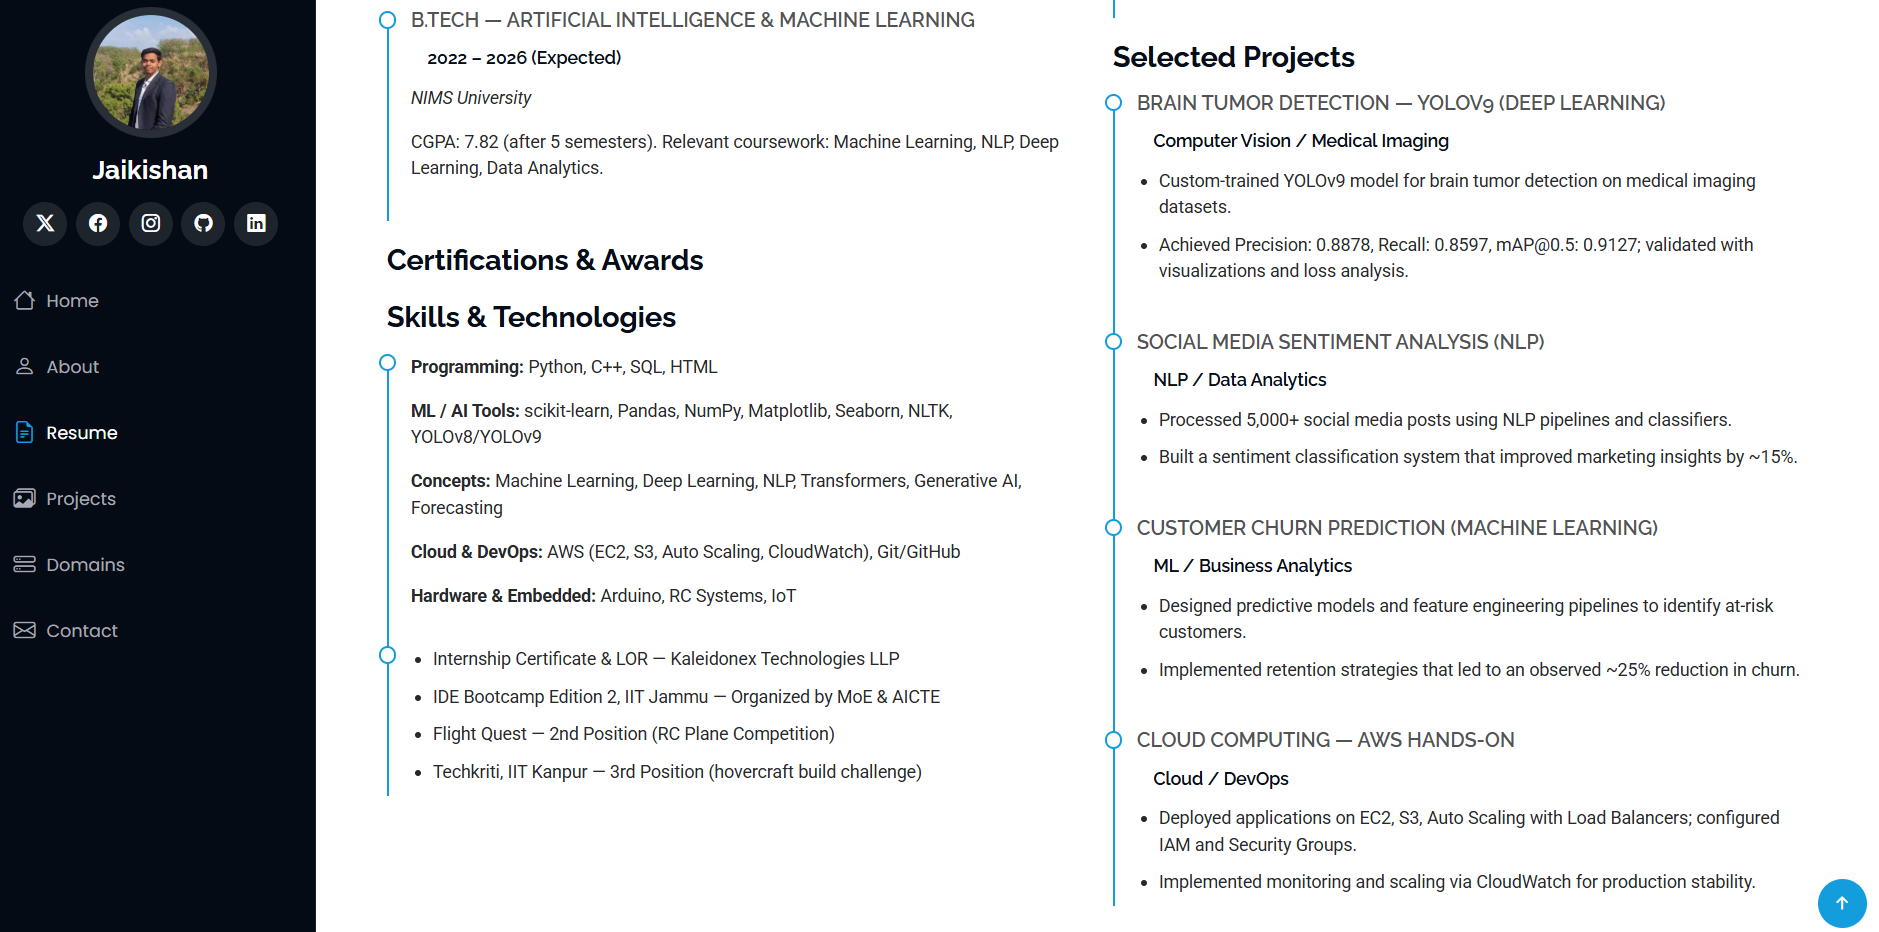 Jaikishan
Home
About
Resume
Projects
Domains
Contact
B.TECH — ARTIFICIAL INTELLIGENCE & MACHINE LEARNING
2022 – 2026 (Expected)
NIMS University
CGPA: 7.82 (after 5 semesters). Relevant coursework: Machine Learning, NLP, Deep
Learning, Data Analytics.
Certifications & Awards
Skills & Technologies
Programming: Python, C++, SQL, HTML
ML / AI Tools: scikit-learn, Pandas, NumPy, Matplotlib, Seaborn, NLTK,
YOLOv8/YOLOv9
Concepts: Machine Learning, Deep Learning, NLP, Transformers, Generative AI,
Forecasting
Cloud & DevOps: AWS (EC2, S3, Auto Scaling, CloudWatch), Git/GitHub
Hardware & Embedded: Arduino, RC Systems, IoT
Internship Certificate & LOR — Kaleidonex Technologies LLP
IDE Bootcamp Edition 2, IIT Jammu — Organized by MoE & AICTE
Flight Quest — 2nd Position (RC Plane Competition)
Techkriti, IIT Kanpur — 3rd Position (hovercraft build challenge)
Selected Projects
BRAIN TUMOR DETECTION — YOLOV9 (DEEP LEARNING)
Computer Vision / Medical Imaging
Custom-trained YOLOv9 model for brain tumor detection on medical imaging
datasets.
Achieved Precision: 0.8878, Recall: 0.8597, mAP@0.5: 0.9127; validated with
visualizations and loss analysis.
SOCIAL MEDIA SENTIMENT ANALYSIS (NLP)
NLP / Data Analytics
Processed 5,000+ social media posts using NLP pipelines and classifiers.
Built a sentiment classification system that improved marketing insights by ~15%.
CUSTOMER CHURN PREDICTION (MACHINE LEARNING)
ML / Business Analytics
Designed predictive models and feature engineering pipelines to identify at-risk
customers.
Implemented retention strategies that led to an observed ~25% reduction in churn.
CLOUD COMPUTING — AWS HANDS-ON
Cloud / DevOps
Deployed applications on EC2, S3, Auto Scaling with Load Balancers; configured
IAM and Security Groups.
Implemented monitoring and scaling via CloudWatch for production stability.